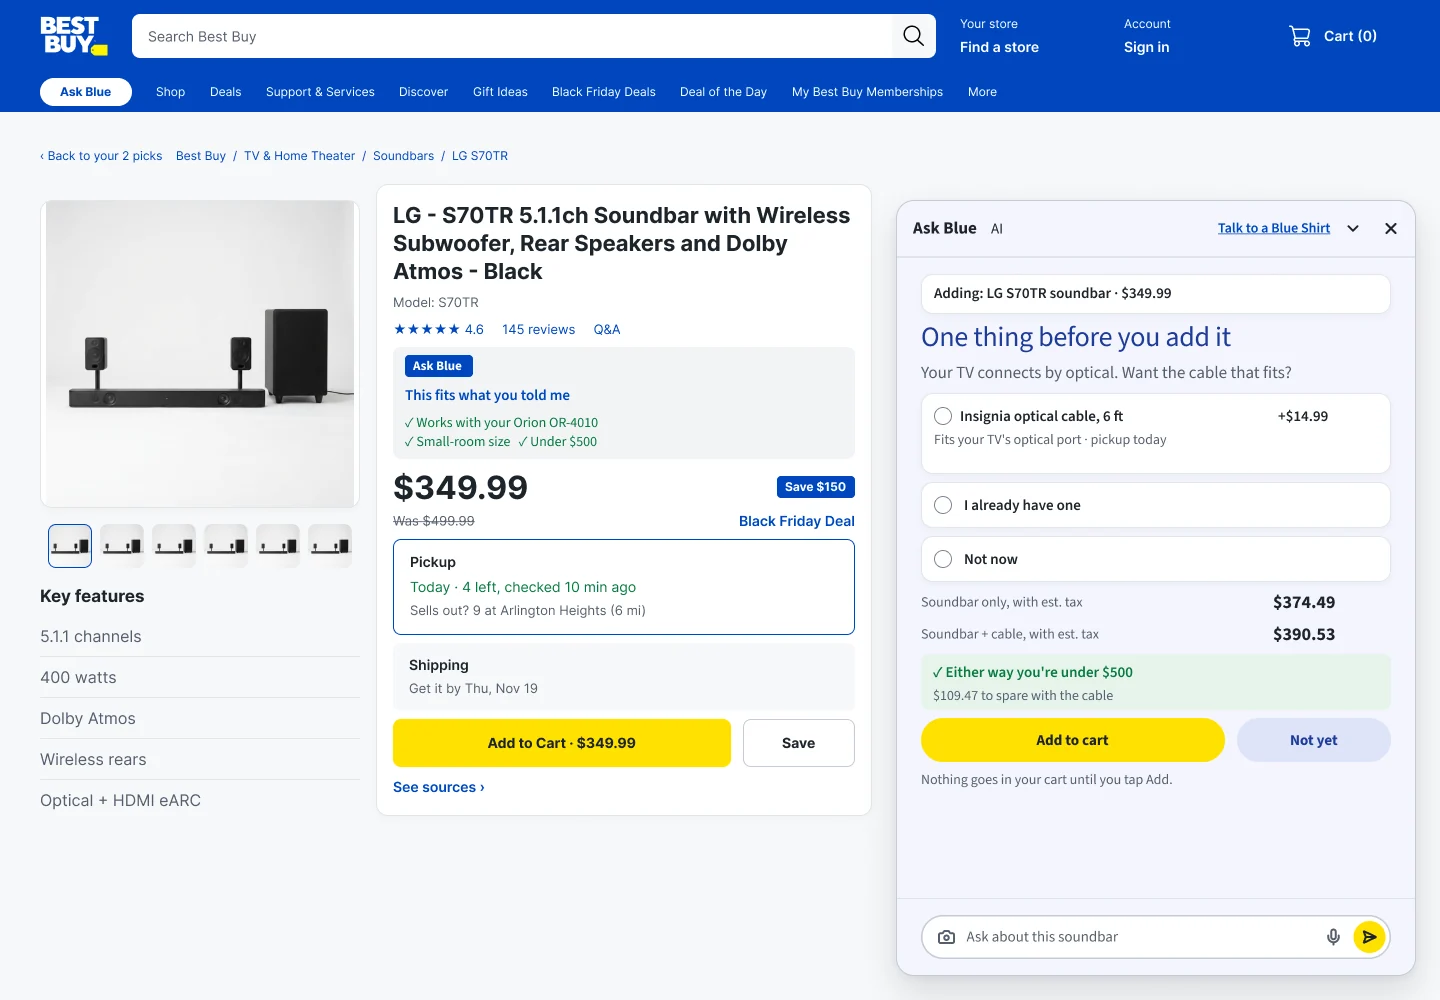 BEST
BUY
Search Best Buy
Your store
Find a store
Account
Sign in
Cart (0)
Ask Blue
Shop
Deals
Support & Services
Discover
Gift Ideas
Black Friday Deals
Deal of the Day
My Best Buy Memberships
More
‹ Back to your 2 picks
Best Buy / TV & Home Theater / Soundbars / LG S70TR
LG - S70TR 5.1.1ch Soundbar with Wireless
Subwoofer, Rear Speakers and Dolby
Atmos - Black
Model: S70TR
★★★★★ 4.6 145 reviews Q&A
Ask Blue
This fits what you told me
✓ Works with your Orion OR-4010
✓ Small-room size ✓ Under $500
$349.99
Save $150
Was $499.99
Black Friday Deal
Pickup
Today · 4 left, checked 10 min ago
Sells out? 9 at Arlington Heights (6 mi)
Shipping
Get it by Thu, Nov 19
Add to Cart · $349.99
Save
See sources ›
Key features
5.1.1 channels
400 watts
Dolby Atmos
Wireless rears
Optical + HDMI eARC
Ask Blue AI
Talk to a Blue Shirt
Adding: LG S70TR soundbar · $349.99
One thing before you add it
Your TV connects by optical. Want the cable that fits?
Insignia optical cable, 6 ft +$14.99
Fits your TV's optical port · pickup today
I already have one
Not now
Soundbar only, with est. tax $374.49
Soundbar + cable, with est. tax $390.53
✓ Either way you're under $500
$109.47 to spare with the cable
Add to cart
Not yet
Nothing goes in your cart until you tap Add.
Ask about this soundbar